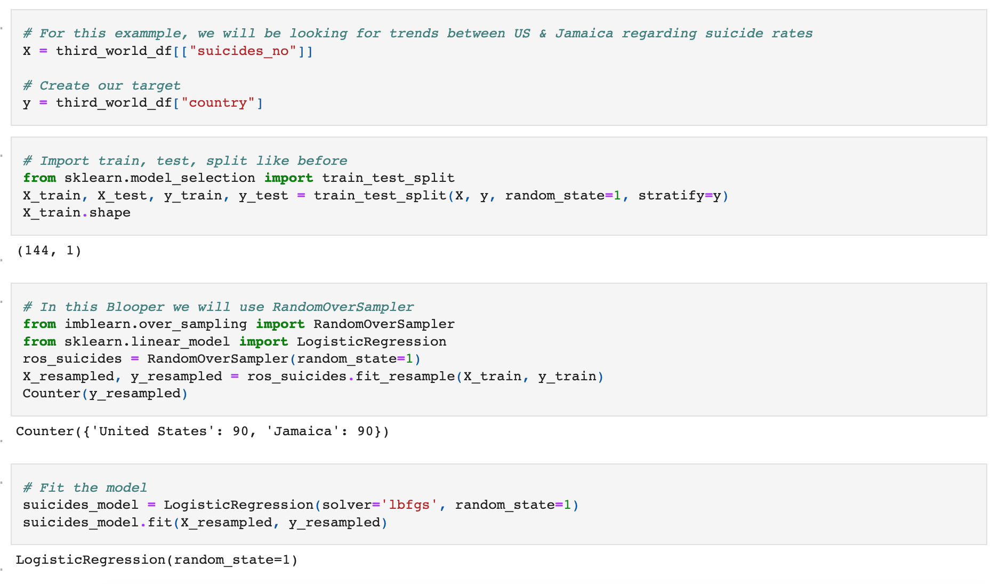 # For this exammple, we will be looking for trends between US & Jamaica regarding suicide rates
X = third_world_df[["suicides_no"]]
# Create our target
y = third_world_df["country"]
# Import train, test, split like before
from sklearn.model_selection import train_test_split
X_train, X_test, y_train, y_test = train_test_split(X, y, random_state=1, stratify=y)
X_train.shape
(144, 1)
# In this Blooper we will use RandomOverSampler
from imblearn.over_sampling import RandomOverSampler
from sklearn.linear_model import LogisticRegression
ros_suicides = RandomOverSampler(random_state=1)
X_resampled, y_resampled = ros_suicides.fit_resample(X_train, y_train)
Counter(y_resampled)
Counter({'United States': 90, 'Jamaica': 90})
# Fit the model
suicides_model = LogisticRegression(solver='lbfgs', random_state=1)
suicides_model.fit(X_resampled, y_resampled)
LogisticRegression(random_state=1)